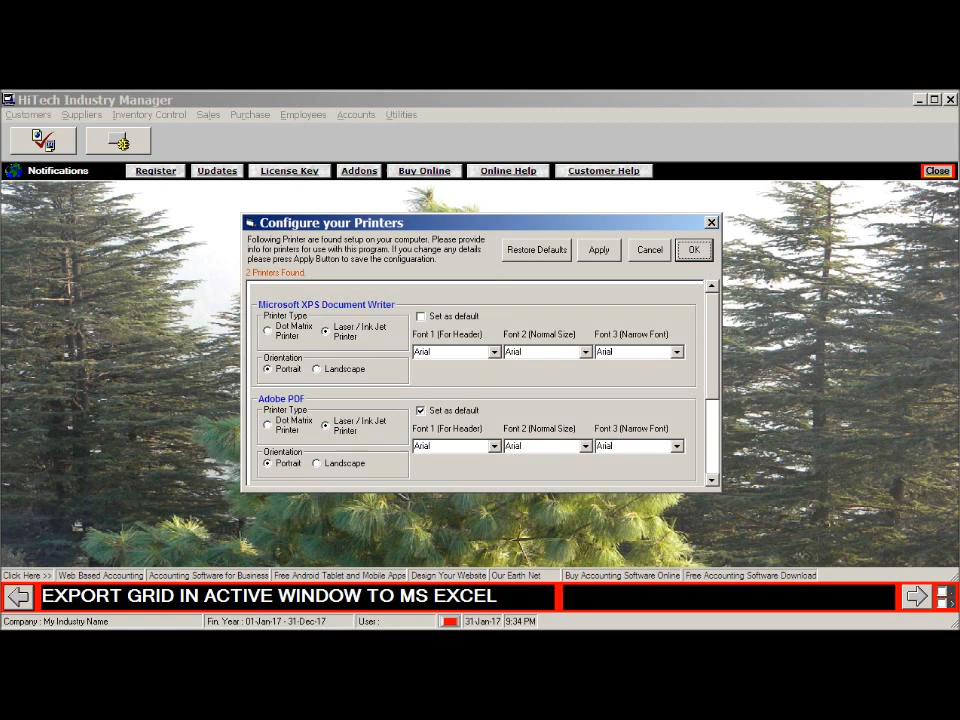 HiTech Industry Manager
Customers Suppliers Inventory Control Sales Purchase Employees Accounts Utilities
Notifications Register Updates License Key Addons Buy Online Online Help Customer Help Close
Configure your Printers
Following Printer are found setup on your computer. Please provide
info for printers for use with this program. If you change any details
please press Apply Button to save the configuaration.
Restore Defaults Apply Cancel OK
2 Printers Found.
Microsoft XPS Document Writer
Printer Type
Dot Matrix Printer
Laser / Ink Jet Printer
Set as default
Font 1 (For Header) Font 2 (Normal Size) Font 3 (Narrow Font)
Arial Arial Arial
Orientation
Portrait Landscape
Adobe PDF
Printer Type
Dot Matrix Printer
Laser / Ink Jet Printer
Set as default
Font 1 (For Header) Font 2 (Normal Size) Font 3 (Narrow Font)
Arial Arial Arial
Orientation
Portrait Landscape
Click Here >> Web Based Accounting Accounting Software for Business Free Android Tablet and Mobile Apps Design Your Website Our Earth Net Buy Accounting Software Online Free Accounting Software Download
EXPORT GRID IN ACTIVE WINDOW TO MS EXCEL
Company : My Industry Name Fin. Year : 01-Jan-17 - 31-Dec-17 User : 31-Jan-17 9:34 PM